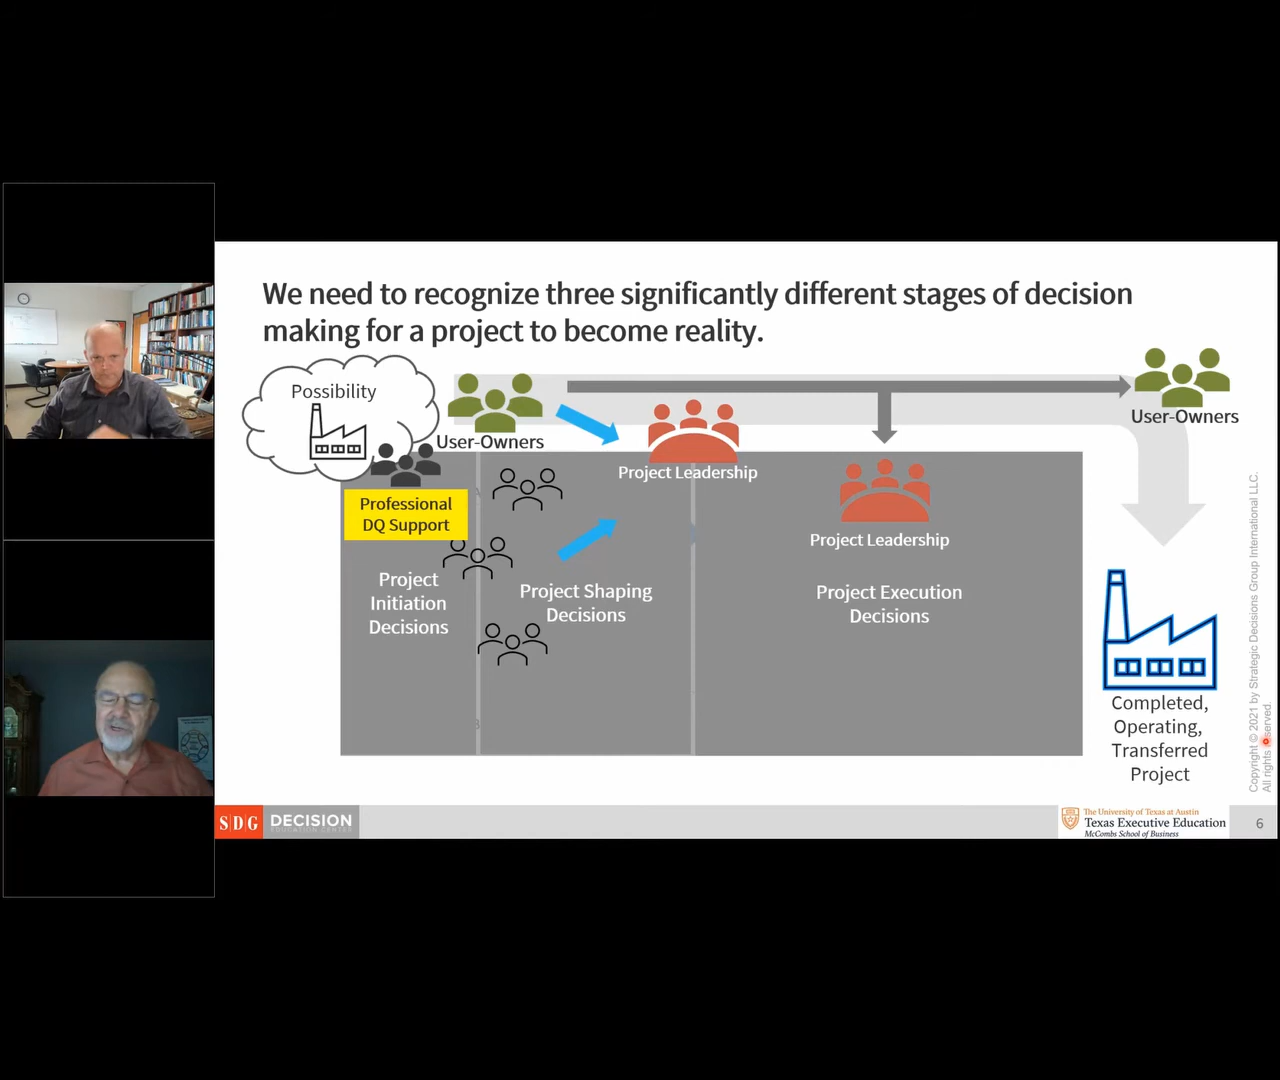 We need to recognize three significantly different stages of decision
making for a project to become reality.
Possibility
User-Owners
User-Owners
Project Leadership
Professional
DQ Support
Project Leadership
Project
Initiation
Decisions
Project Shaping
Decisions
Project Execution
Decisions
Completed,
Operating,
Transferred
Project
Copyright © 2021 by Strategic Decisions Group International LLC.
All rights reserved.
SDG
DECISION
EDUCATION CENTER
The University of Texas at Austin
Texas Executive Education
McCombs School of Business
6